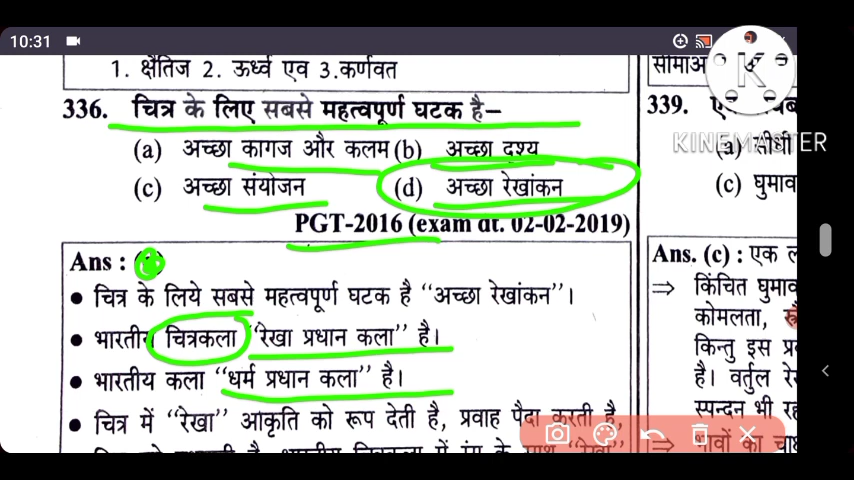 10:31
1. क्षैतिज 2. ऊर्ध्व एव 3.कर्णवत
336. चित्र के लिए सबसे महत्वपूर्ण घटक है–
(a) अच्छा कागज और कलम (b) अच्छा दृश्य
(c) अच्छा संयोजन (d) अच्छा रेखांकन
PGT-2016 (exam dt. 02-02-2019)
Ans :
• चित्र के लिये सबसे महत्वपूर्ण घटक है "अच्छा रेखांकन"।
• भारतीय चित्रकला "रेखा प्रधान कला" है।
• भारतीय कला "धर्म प्रधान कला" है।
• चित्र में "रेखा" आकृति को रूप देती है, प्रवाह पैदा करती है,
K
KINEMASTER
339.
(a) सीधी
(c) घुमाव
Ans. (c) : एक ल
⇒ किंचित घुमाव
कोमलता,
किन्तु इस प्र
है। वर्तुल रे
स्पन्दन भी रह
⇒ भावों का चा